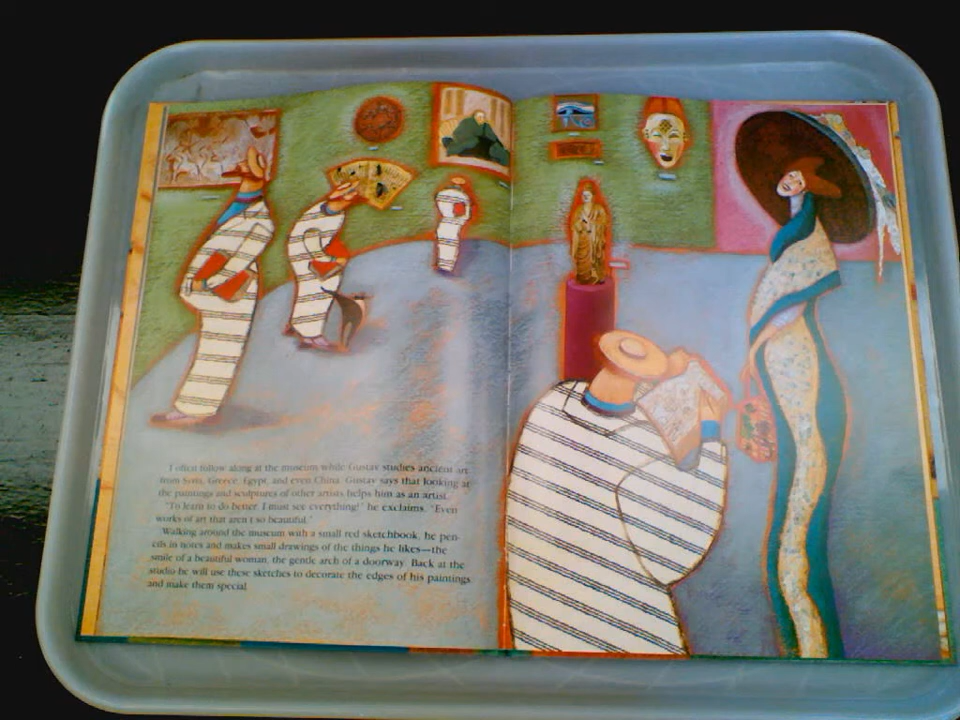 I often follow along at the museum while Gustav studies ancient art
from Syria, Greece, Egypt, and even China. Gustav says that looking at
the paintings and sculptures of other artists helps him as an artist.
"To learn to do better, I must see everything!" he exclaims. "Even
works of art that aren't so beautiful."
Walking around the museum with a small red sketchbook, he pen-
cils in notes and makes small drawings of the things he likes—the
smile of a beautiful woman, the gentle arch of a doorway. Back at the
studio he will use these sketches to decorate the edges of his paintings
and make them special.